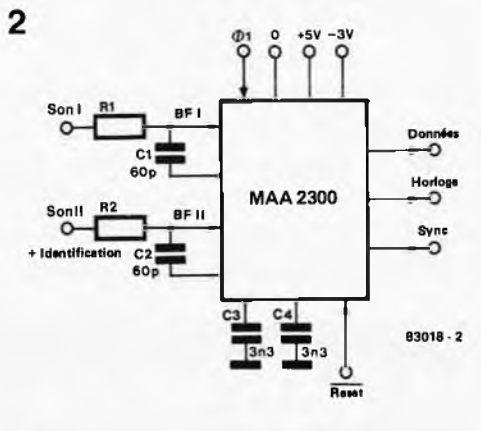 2
Φ1 0 +5V −3V
Son I R1 BF I
C1
60p
Son II R2 BF II
+ Identification
C2
60p
MAA 2300
Données
Horloge
Sync
C3 C4
3n3 3n3
83018 - 2
Reset